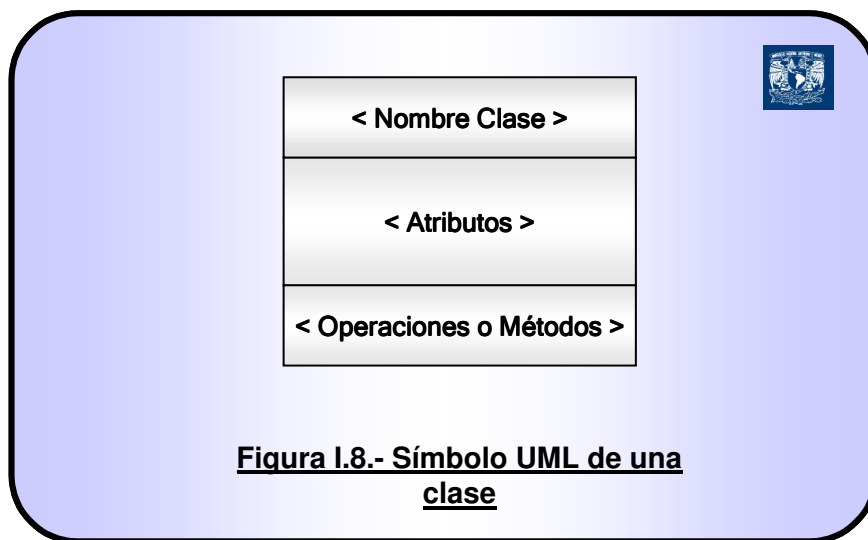 < Nombre Clase >
< Atributos >
< Operaciones o Métodos >
Figura I.8.- Símbolo UML de una
clase